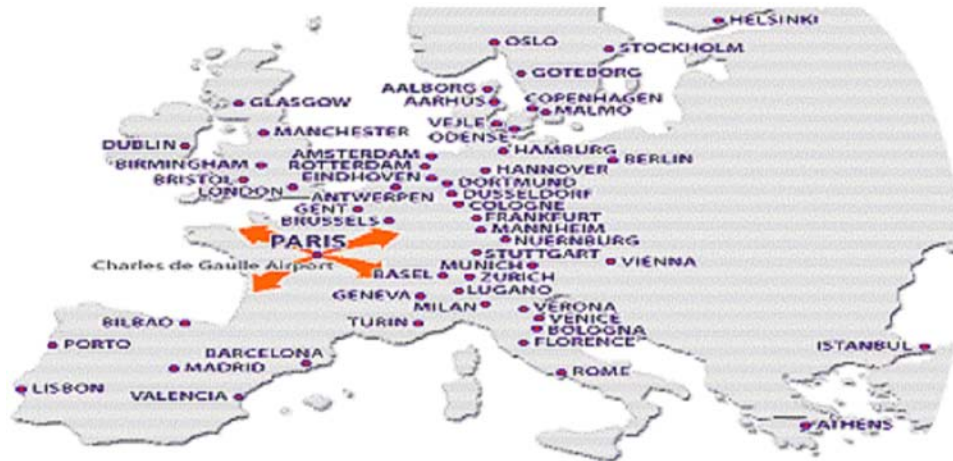 HELSINKI
OSLO
STOCKHOLM
GOTEBORG
AALBORG
AARHUS
COPENHAGEN
MALMO
GLASGOW
VEJLE
ODENSE
MANCHESTER
DUBLIN
HAMBURG
AMSTERDAM
BERLIN
BIRMINGHAM
ROTTERDAM
HANNOVER
BRISTOL
EINDHOVEN
DORTMUND
LONDON
DUSSELDORF
ANTWERPEN
COLOGNE
GENT
FRANKFURT
BRUSSELS
MANNHEIM
PARIS
NUERNBURG
STUTTGART
Charles de Gaulle Airport
MUNICH
VIENNA
BASEL
ZURICH
LUGANO
GENEVA
MILAN
VERONA
VENICE
BILBAO
TURIN
BOLOGNA
PORTO
FLORENCE
ISTANBUL
BARCELONA
MADRID
ROME
LISBON
VALENCIA
ATHENS